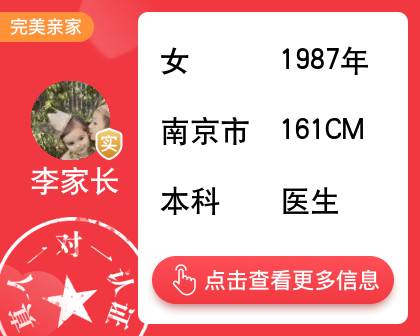 完美亲家
女 1987年
南京市 161CM
本科 医生
实
李家长
真人一对一认证
点击查看更多信息